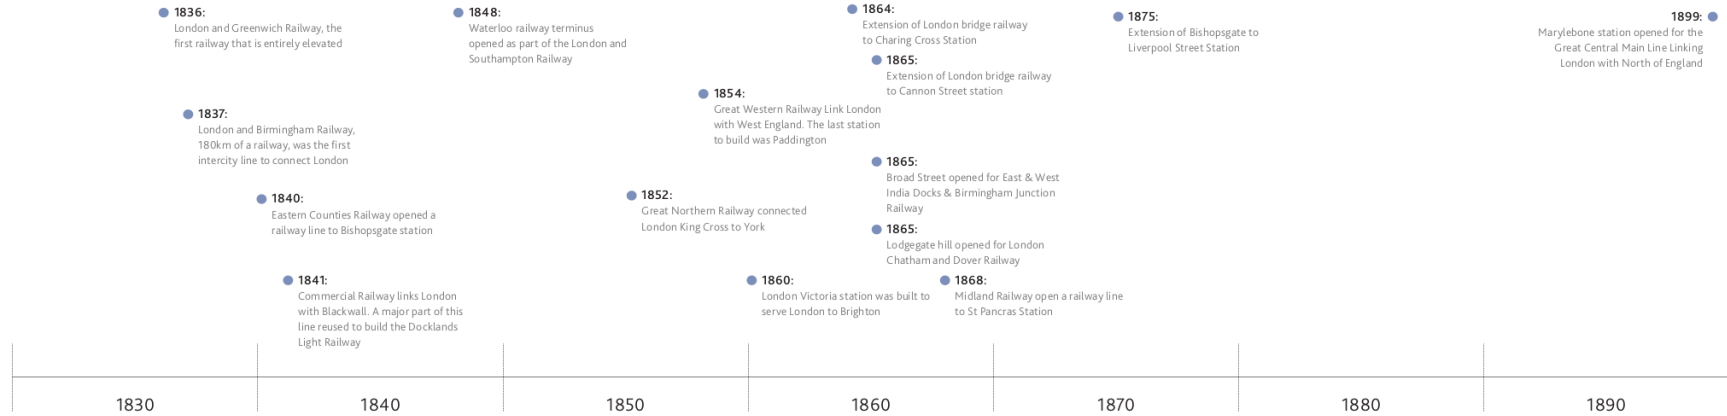 1836:
London and Greenwich Railway, the
first railway that is entirely elevated
1837:
London and Birmingham Railway,
180km of a railway, was the first
intercity line to connect London
1840:
Eastern Counties Railway opened a
railway line to Bishopsgate station
1841:
Commercial Railway links London
with Blackwall. A major part of this
line reused to build the Docklands
Light Railway
1848:
Waterloo railway terminus
opened as part of the London and
Southampton Railway
1852:
Great Northern Railway connected
London King Cross to York
1854:
Great Western Railway Link London
with West England. The last station
to build was Paddington
1860:
London Victoria station was built to
serve London to Brighton
1864:
Extension of London bridge railway
to Charing Cross Station
1865:
Extension of London bridge railway
to Cannon Street station
1865:
Broad Street opened for East & West
India Docks & Birmingham Junction
Railway
1865:
Lodgegate hill opened for London
Chatham and Dover Railway
1868:
Midland Railway open a railway line
to St Pancras Station
1875:
Extension of Bishopsgate to
Liverpool Street Station
1899:
Marylebone station opened for the
Great Central Main Line Linking
London with North of England
1830
1840
1850
1860
1870
1880
1890